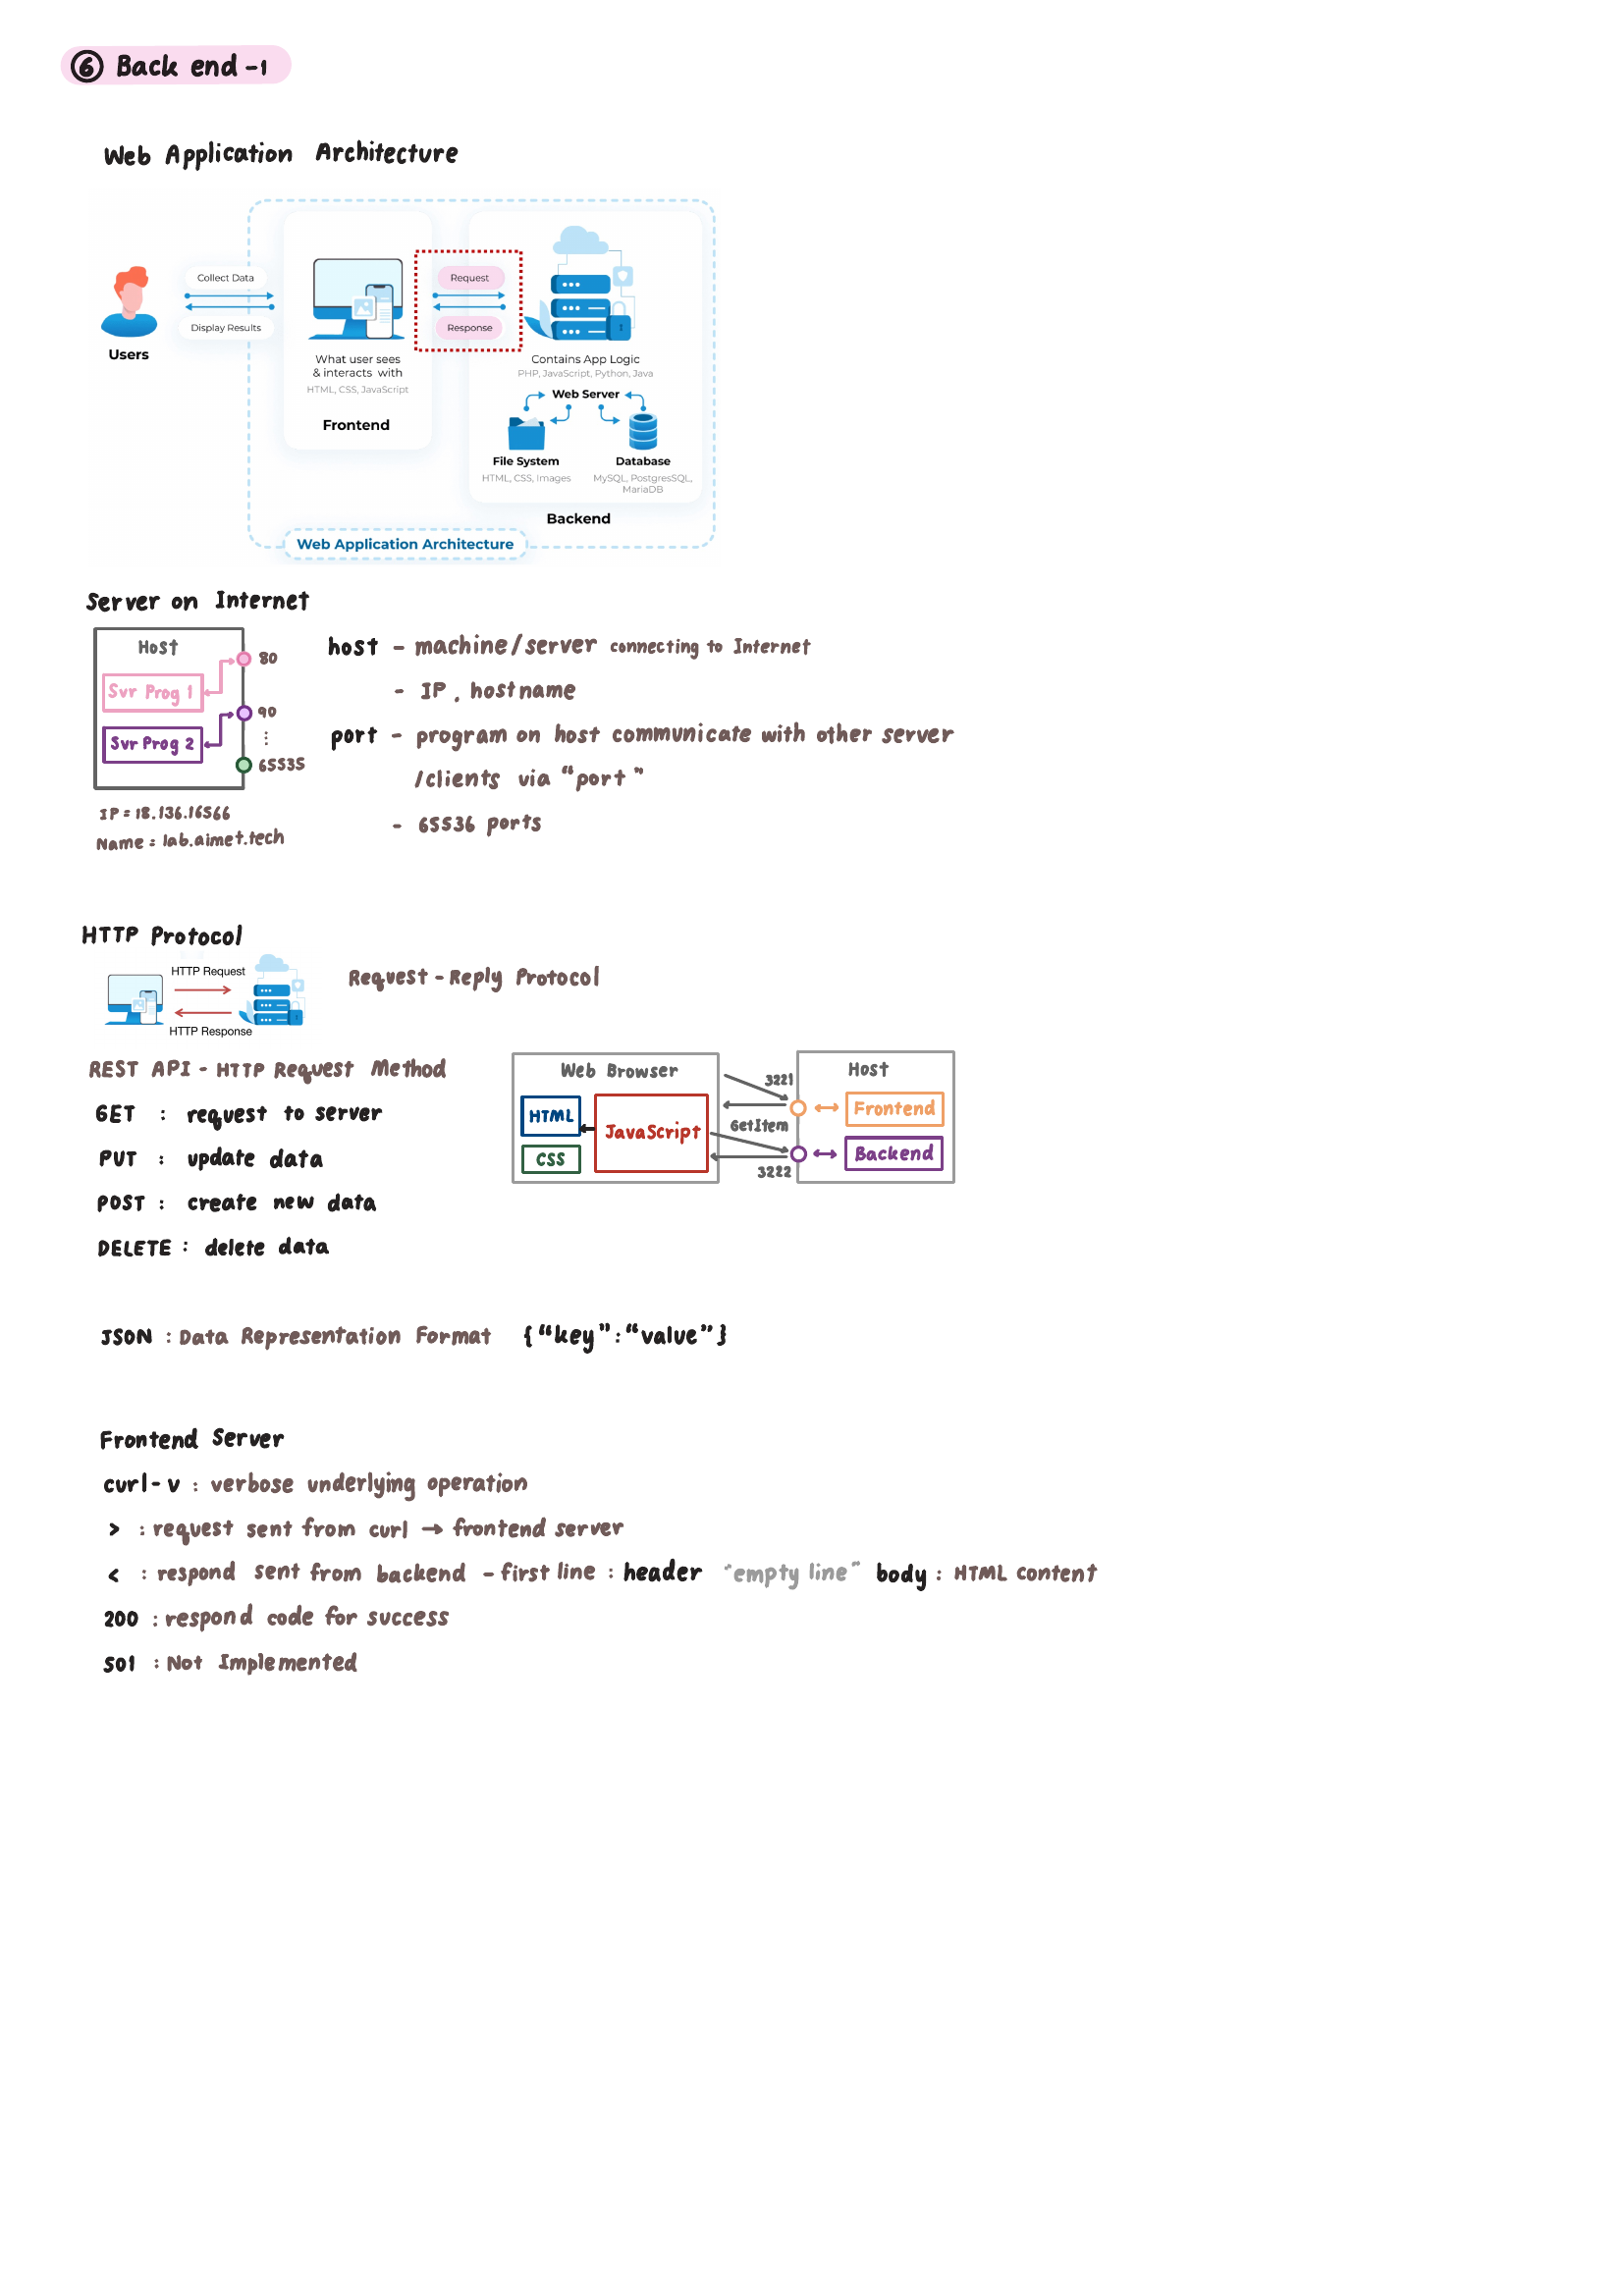 6 Back end -1
Web Application Architecture
Collect Data
Display Results
Users
What user sees
& interacts with
HTML, CSS, JavaScript
Frontend
Request
Response
Contains App Logic
PHP, JavaScript, Python, Java
Web Server
File System
HTML, CSS, Images
Database
MySQL, PostgresSQL,
MariaDB
Backend
Web Application Architecture
Server on Internet
Host
80
Svr Prog 1
90
Svr Prog 2
65535
IP = 18.136.16566
Name = lab.aimet.tech
host - machine/server connecting to Internet
- IP, hostname
port - program on host communicate with other server
/clients via "port"
- 65536 ports
HTTP Protocol
HTTP Request
HTTP Response
Request - Reply Protocol
REST API - HTTP Request Method
GET : request to server
PUT : update data
POST : create new data
DELETE : delete data
Web Browser
HTML
CSS
JavaScript
3221
GetItem
3222
Host
Frontend
Backend
JSON : Data Representation Format {"key":"value"}
Frontend Server
curl - v : verbose underlying operation
> : request sent from curl → frontend server
< : respond sent from backend - first line : header "empty line" body : HTML content
200 : respond code for success
501 : Not Implemented